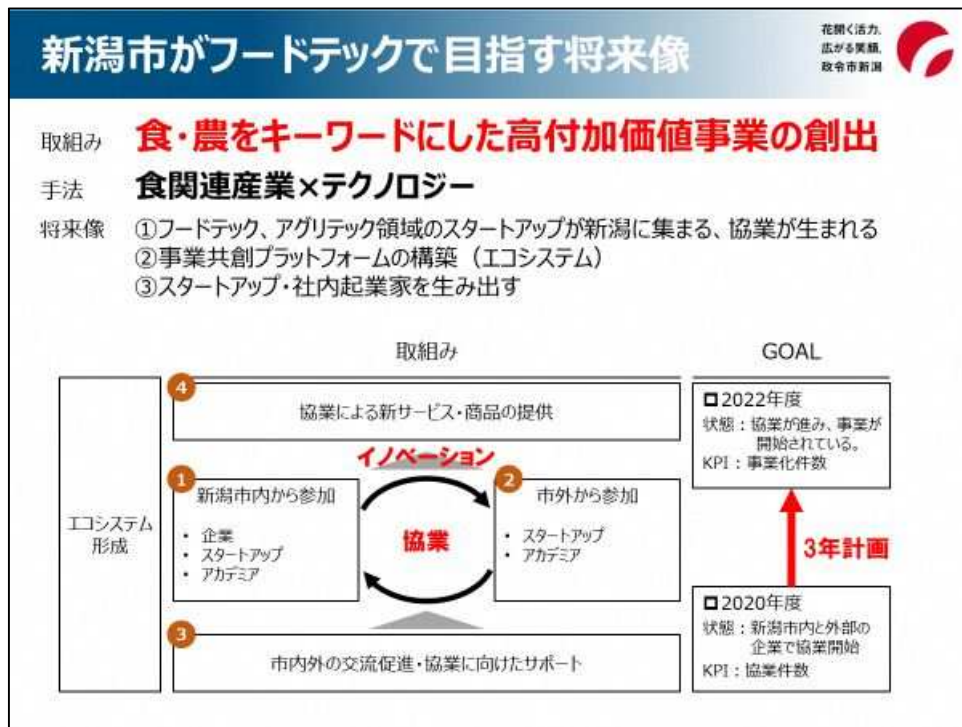 新潟市がフードテックで目指す将来像
花開く活力、
広がる笑顔、
政令市新潟
取組み 食・農をキーワードにした高付加価値事業の創出
手法 食関連産業×テクノロジー
将来像 ①フードテック、アグリテック領域のスタートアップが新潟に集まる、協業が生まれる
②事業共創プラットフォームの構築（エコシステム）
③スタートアップ・社内起業家を生み出す
取組み
GOAL
エコシステム
形成
4
協業による新サービス・商品の提供
イノベーション
1
新潟市内から参加
• 企業
• スタートアップ
• アカデミア
協業
2
市外から参加
• スタートアップ
• アカデミア
3
市内外の交流促進・協業に向けたサポート
2022年度
状態：協業が進み、事業が
開始されている。
KPI：事業化件数
3年計画
2020年度
状態：新潟市内と外部の
企業で協業開始
KPI：協業件数